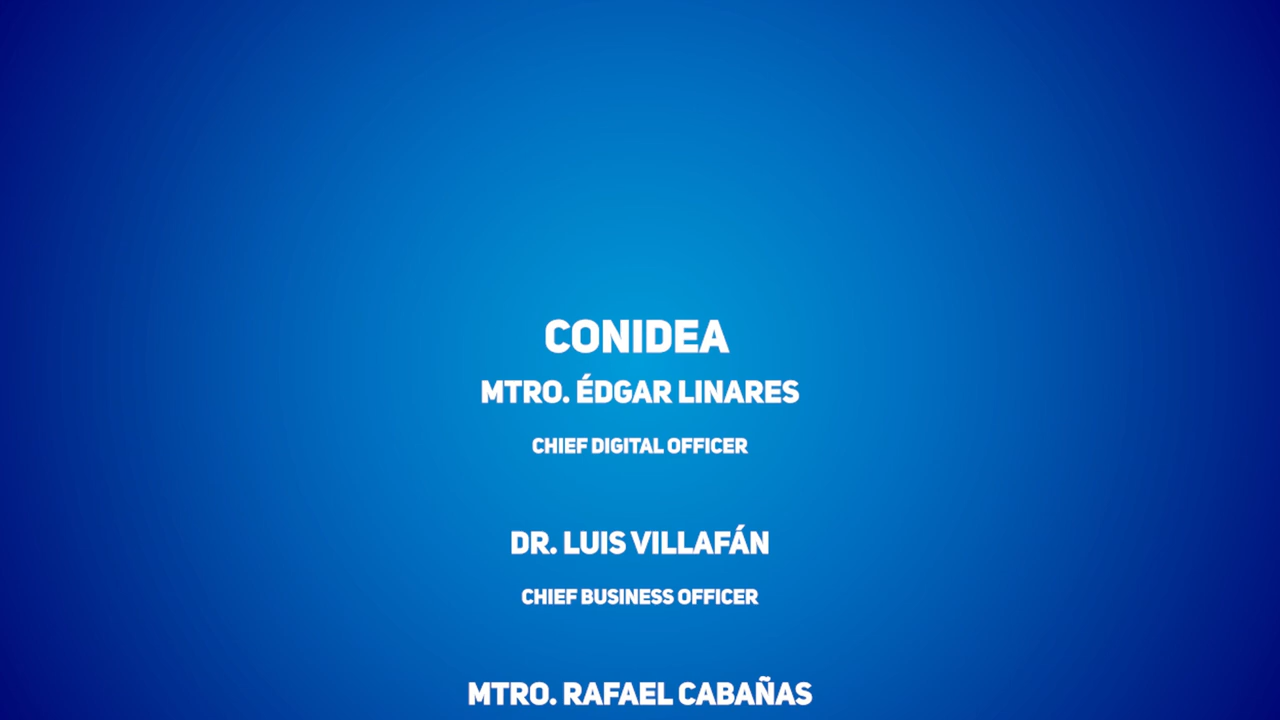 CONIDEA
MTRO. ÉDGAR LINARES
CHIEF DIGITAL OFFICER
DR. LUIS VILLAFÁN
CHIEF BUSINESS OFFICER
MTRO. RAFAEL CABAÑAS